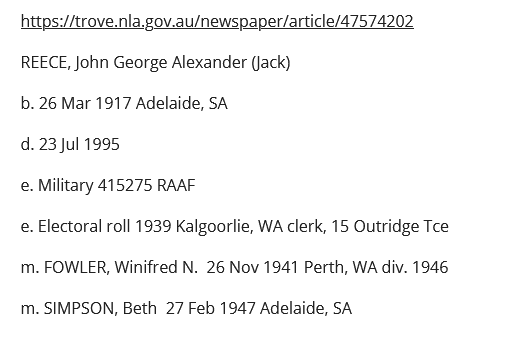 https://trove.nla.gov.au/newspaper/article/47574202
REECE, John George Alexander (Jack)
b. 26 Mar 1917 Adelaide, SA
d. 23 Jul 1995
e. Military 415275 RAAF
e. Electoral roll 1939 Kalgoorlie, WA clerk, 15 Outridge Tce
m. FOWLER, Winifred N.  26 Nov 1941 Perth, WA div. 1946
m. SIMPSON, Beth  27 Feb 1947 Adelaide, SA